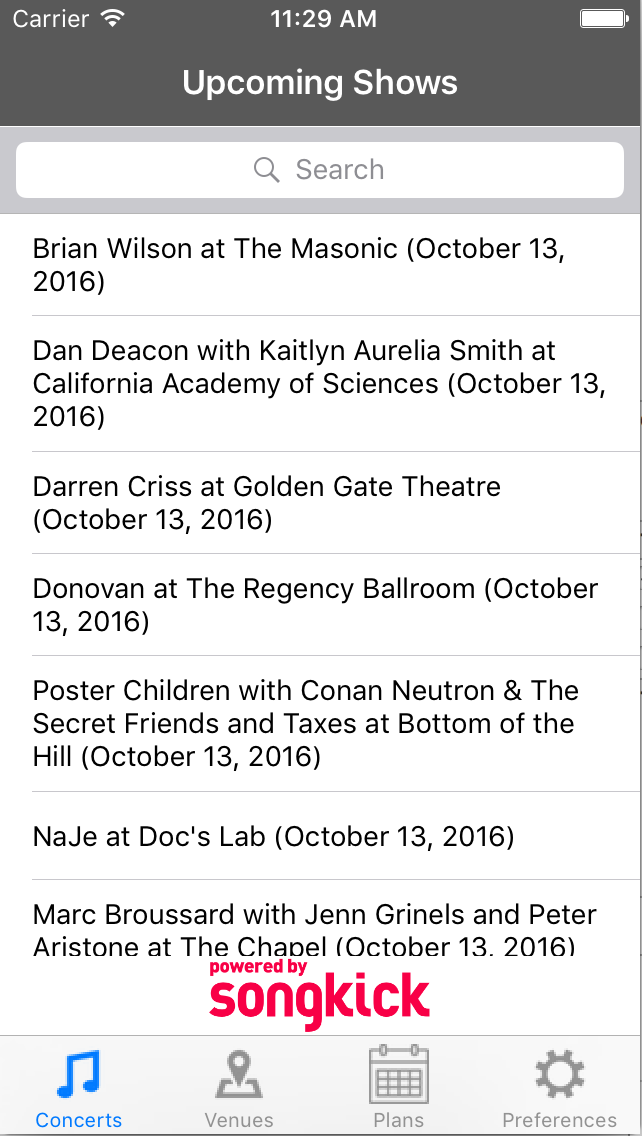 Carrier 11:29 AM
Upcoming Shows
Search
Brian Wilson at The Masonic (October 13,
2016)
Dan Deacon with Kaitlyn Aurelia Smith at
California Academy of Sciences (October 13,
2016)
Darren Criss at Golden Gate Theatre
(October 13, 2016)
Donovan at The Regency Ballroom (October
13, 2016)
Poster Children with Conan Neutron & The
Secret Friends and Taxes at Bottom of the
Hill (October 13, 2016)
NaJe at Doc's Lab (October 13, 2016)
Marc Broussard with Jenn Grinels and Peter
Aristone at The Chapel (October 13, 2016)
powered by
songkick
Concerts Venues Plans Preferences